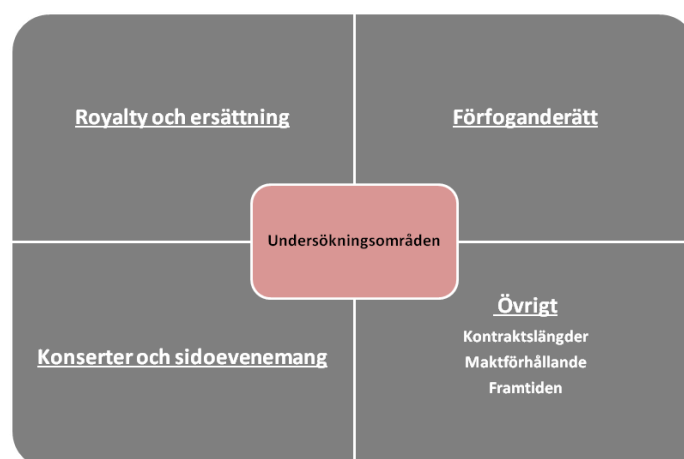 Royalty och ersättning
Förfoganderätt
Undersökningsområden
Konserter och sidoevenemang
Övrigt
Kontraktslängder
Maktförhållande
Framtiden